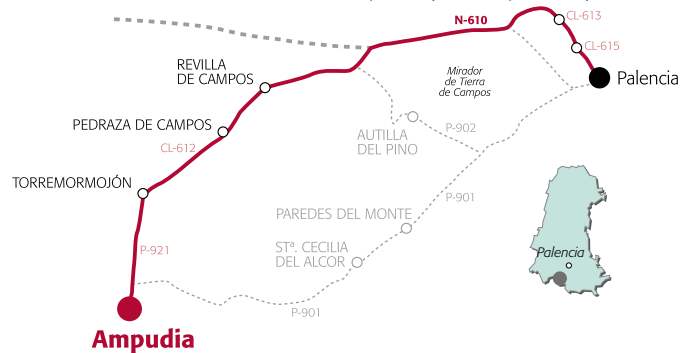 N-610
CL-613
CL-615
Palencia
REVILLA
DE CAMPOS
Mirador
de Tierra
de Campos
PEDRAZA DE CAMPOS
CL-612
AUTILLA
DEL PINO
P-902
TORREMORMOJÓN
P-901
PAREDES DEL MONTE
STª. CECILIA
DEL ALCOR
P-921
Palencia
P-901
Ampudia